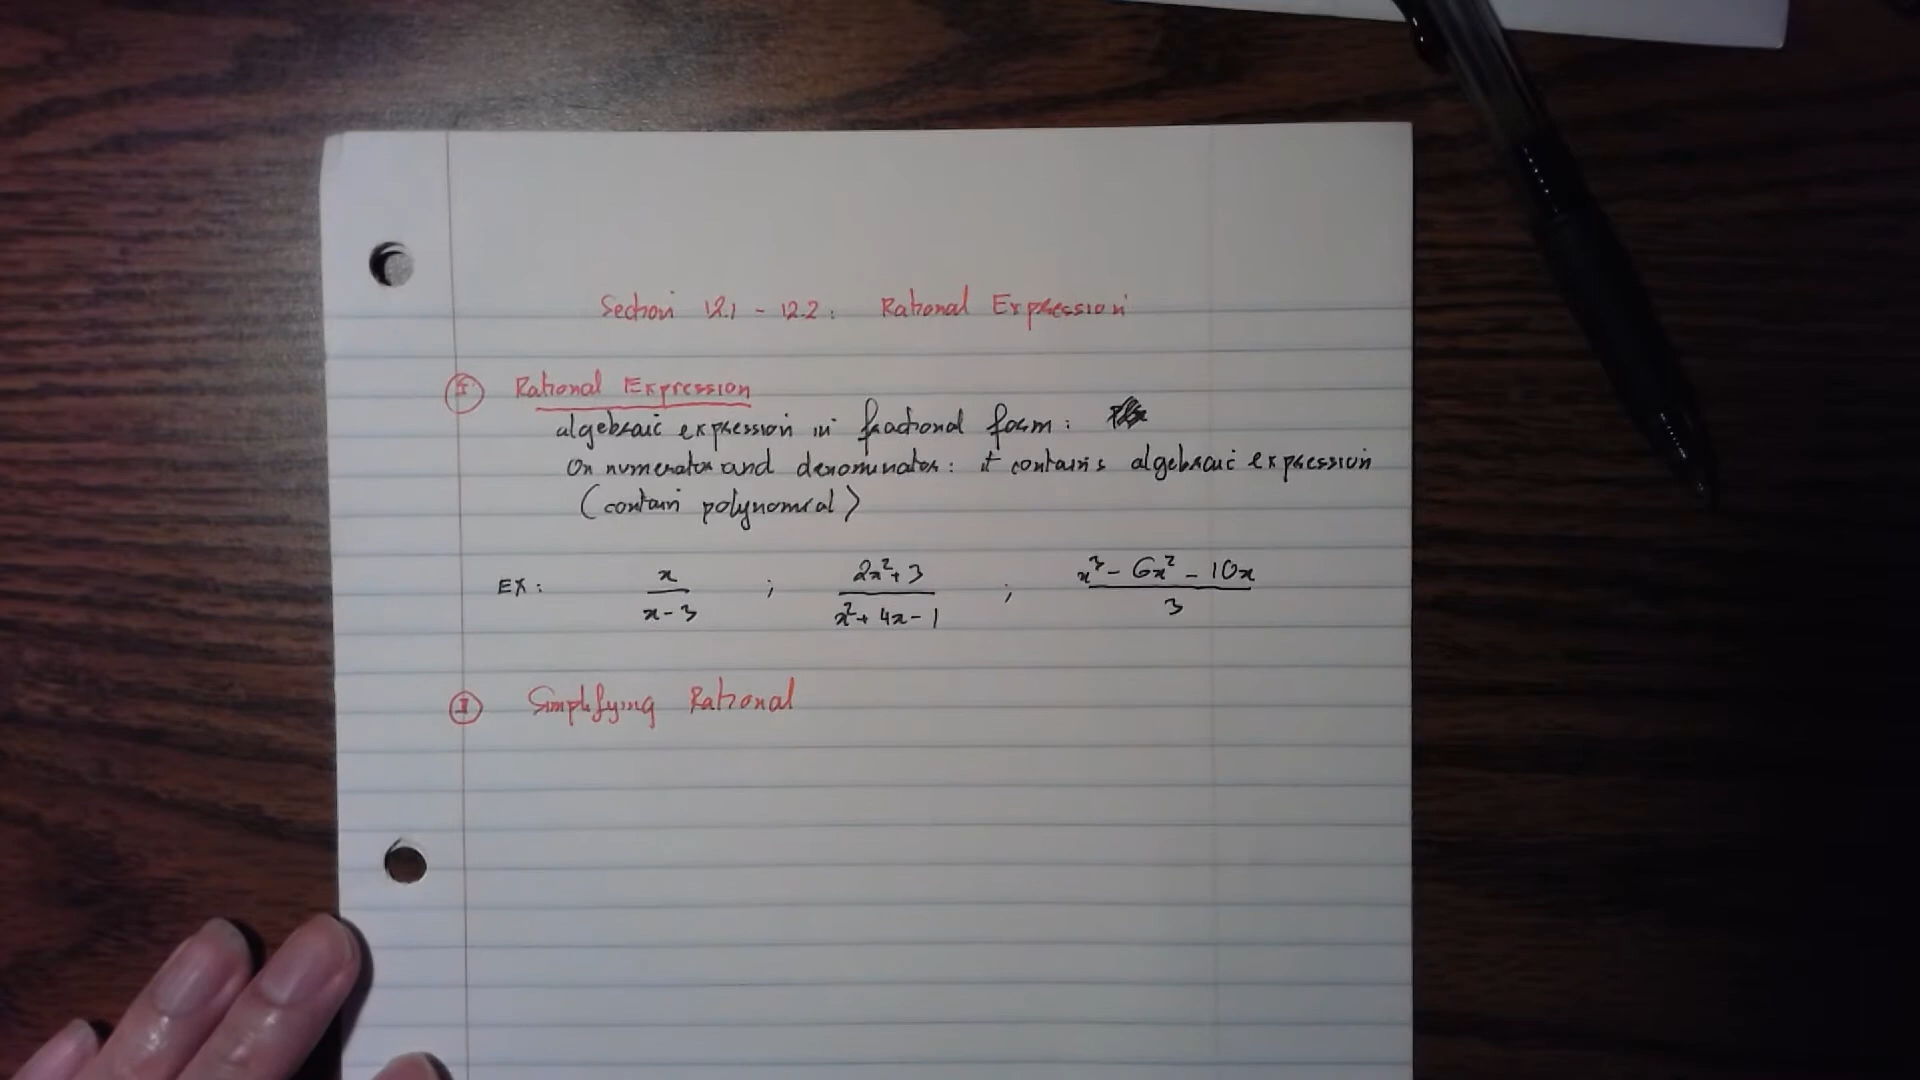 Section 12.1 - 12.2: Rational Expression
I Rational Expression
algebraic expression in fractional form:
On numerator and denominator: it contains algebraic expression
(contain polynomial)
EX: x/(x-3) ; (2x²+3)/(x²+4x-1) ; (x³-6x²-10x)/3
II Simplifying Rational